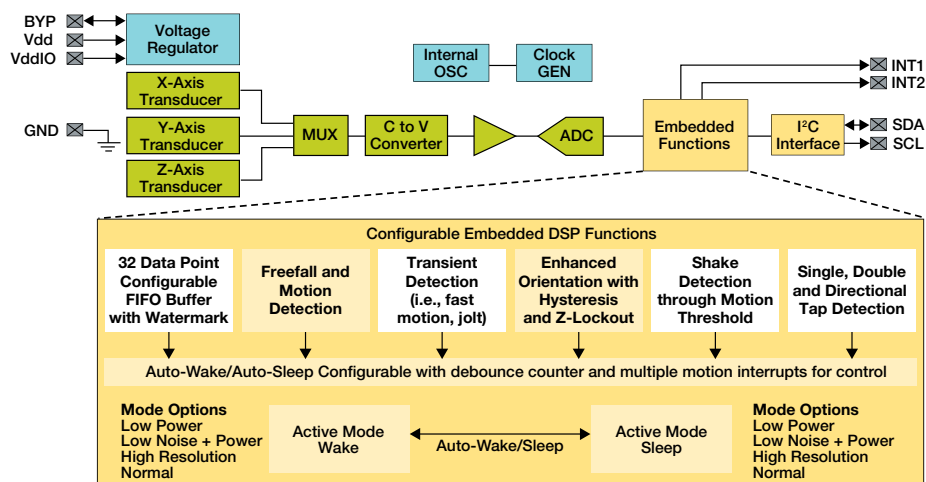 BYP
Vdd
VddIO
Voltage
Regulator
Internal
OSC
Clock
GEN
INT1
INT2
X-Axis
Transducer
GND
Y-Axis
Transducer
Z-Axis
Transducer
MUX
C to V
Converter
ADC
Embedded
Functions
I²C
Interface
SDA
SCL
Configurable Embedded DSP Functions
32 Data Point
Configurable
FIFO Buffer
with Watermark
Freefall and
Motion
Detection
Transient
Detection
(i.e., fast
motion, jolt)
Enhanced
Orientation with
Hysteresis
and Z-Lockout
Shake
Detection
through Motion
Threshold
Single, Double
and Directional
Tap Detection
Auto-Wake/Auto-Sleep Configurable with debounce counter and multiple motion interrupts for control
Mode Options
Low Power
Low Noise + Power
High Resolution
Normal
Active Mode
Wake
Auto-Wake/Sleep
Active Mode
Sleep
Mode Options
Low Power
Low Noise + Power
High Resolution
Normal